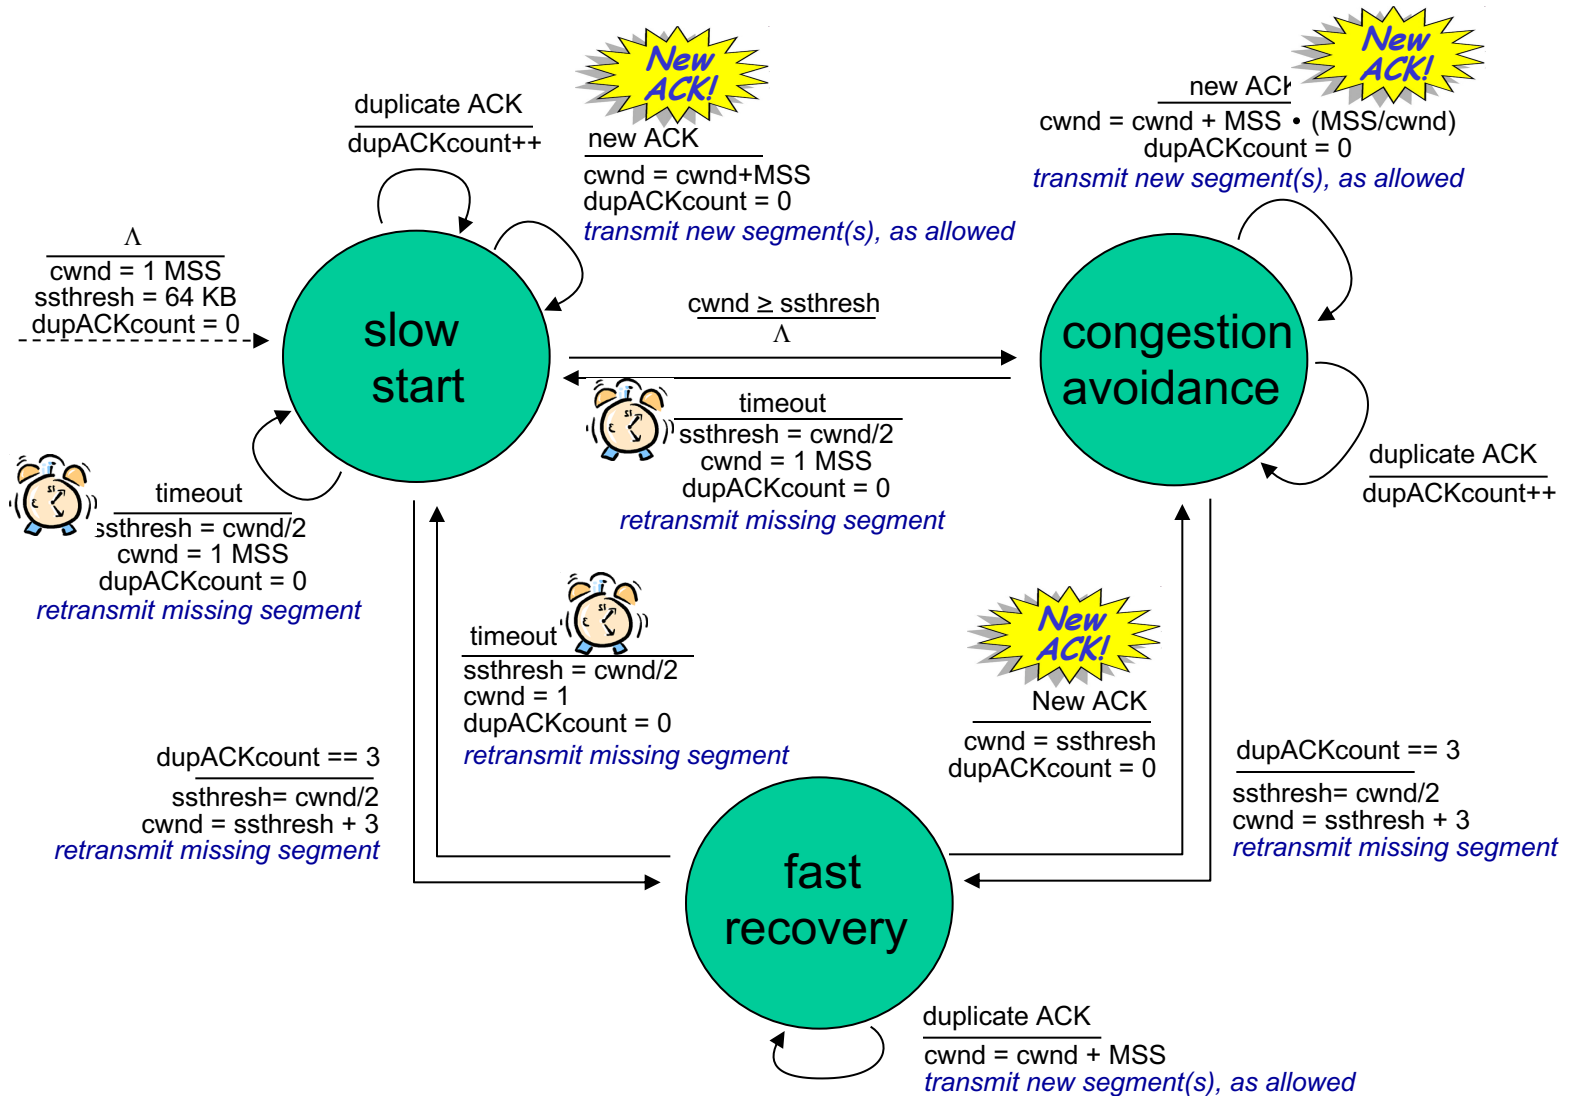 New
ACK!
duplicate ACK
dupACKcount++
new ACK
cwnd = cwnd+MSS
dupACKcount = 0
transmit new segment(s), as allowed
New
ACK!
new ACK
cwnd = cwnd + MSS • (MSS/cwnd)
dupACKcount = 0
transmit new segment(s), as allowed
Λ
cwnd = 1 MSS
ssthresh = 64 KB
dupACKcount = 0
slow
start
cwnd ≥ ssthresh
Λ
congestion
avoidance
timeout
ssthresh = cwnd/2
cwnd = 1 MSS
dupACKcount = 0
retransmit missing segment
duplicate ACK
dupACKcount++
timeout
ssthresh = cwnd/2
cwnd = 1 MSS
dupACKcount = 0
retransmit missing segment
timeout
ssthresh = cwnd/2
cwnd = 1
dupACKcount = 0
retransmit missing segment
New
ACK!
New ACK
cwnd = ssthresh
dupACKcount = 0
dupACKcount == 3
ssthresh= cwnd/2
cwnd = ssthresh + 3
retransmit missing segment
dupACKcount == 3
ssthresh= cwnd/2
cwnd = ssthresh + 3
retransmit missing segment
fast
recovery
duplicate ACK
cwnd = cwnd + MSS
transmit new segment(s), as allowed